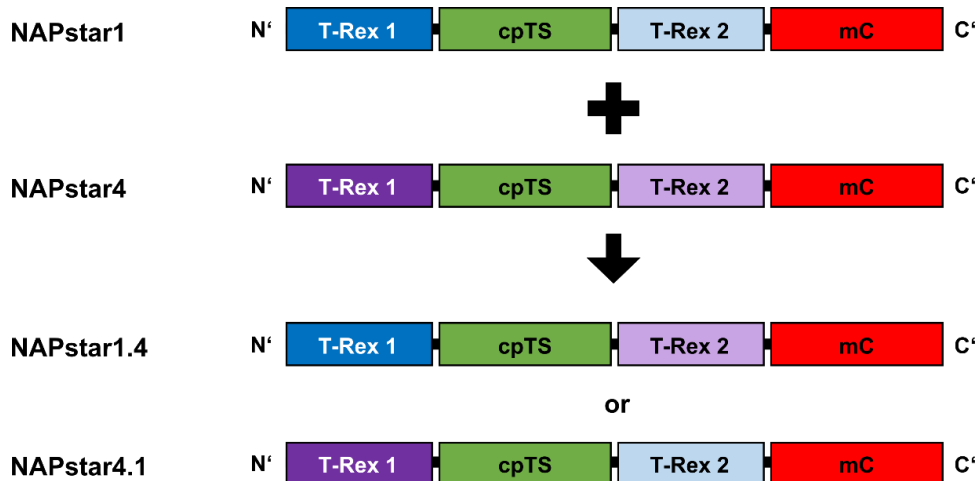 NAPstar1 N‘ T-Rex 1 cpTS T-Rex 2 mC C‘
NAPstar4 N‘ T-Rex 1 cpTS T-Rex 2 mC C‘
NAPstar1.4 N‘ T-Rex 1 cpTS T-Rex 2 mC C‘
or
NAPstar4.1 N‘ T-Rex 1 cpTS T-Rex 2 mC C‘